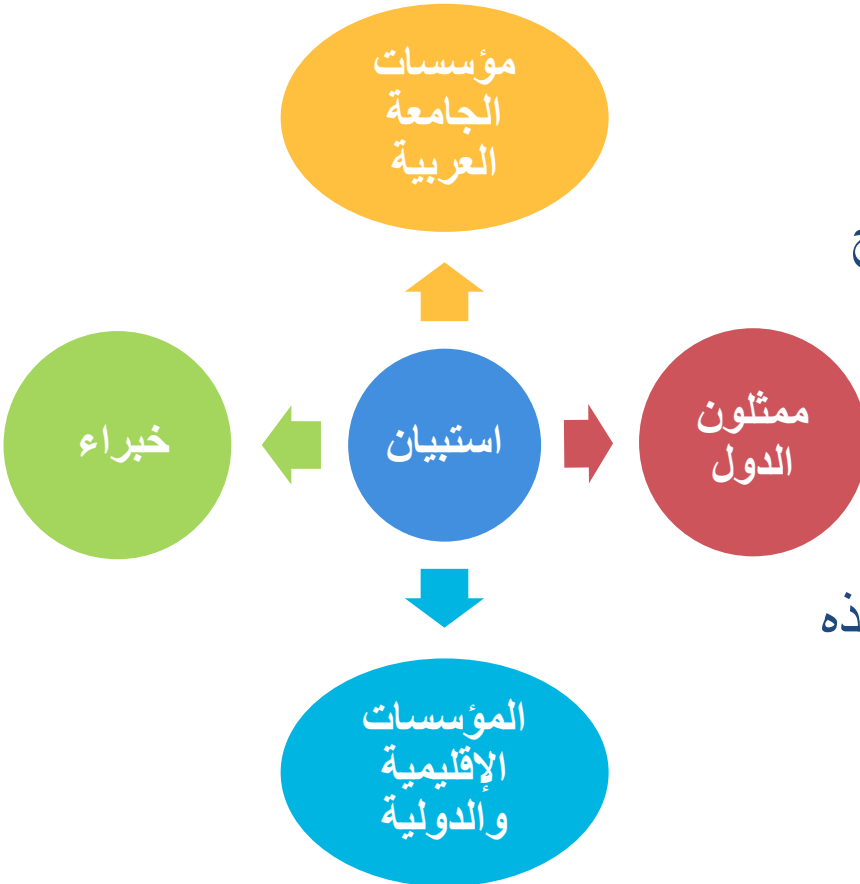 مؤسسات
الجامعة
العربية
ممثلون
الدول
استبيان
خبراء
المؤسسات
الإقليمية
والدولية